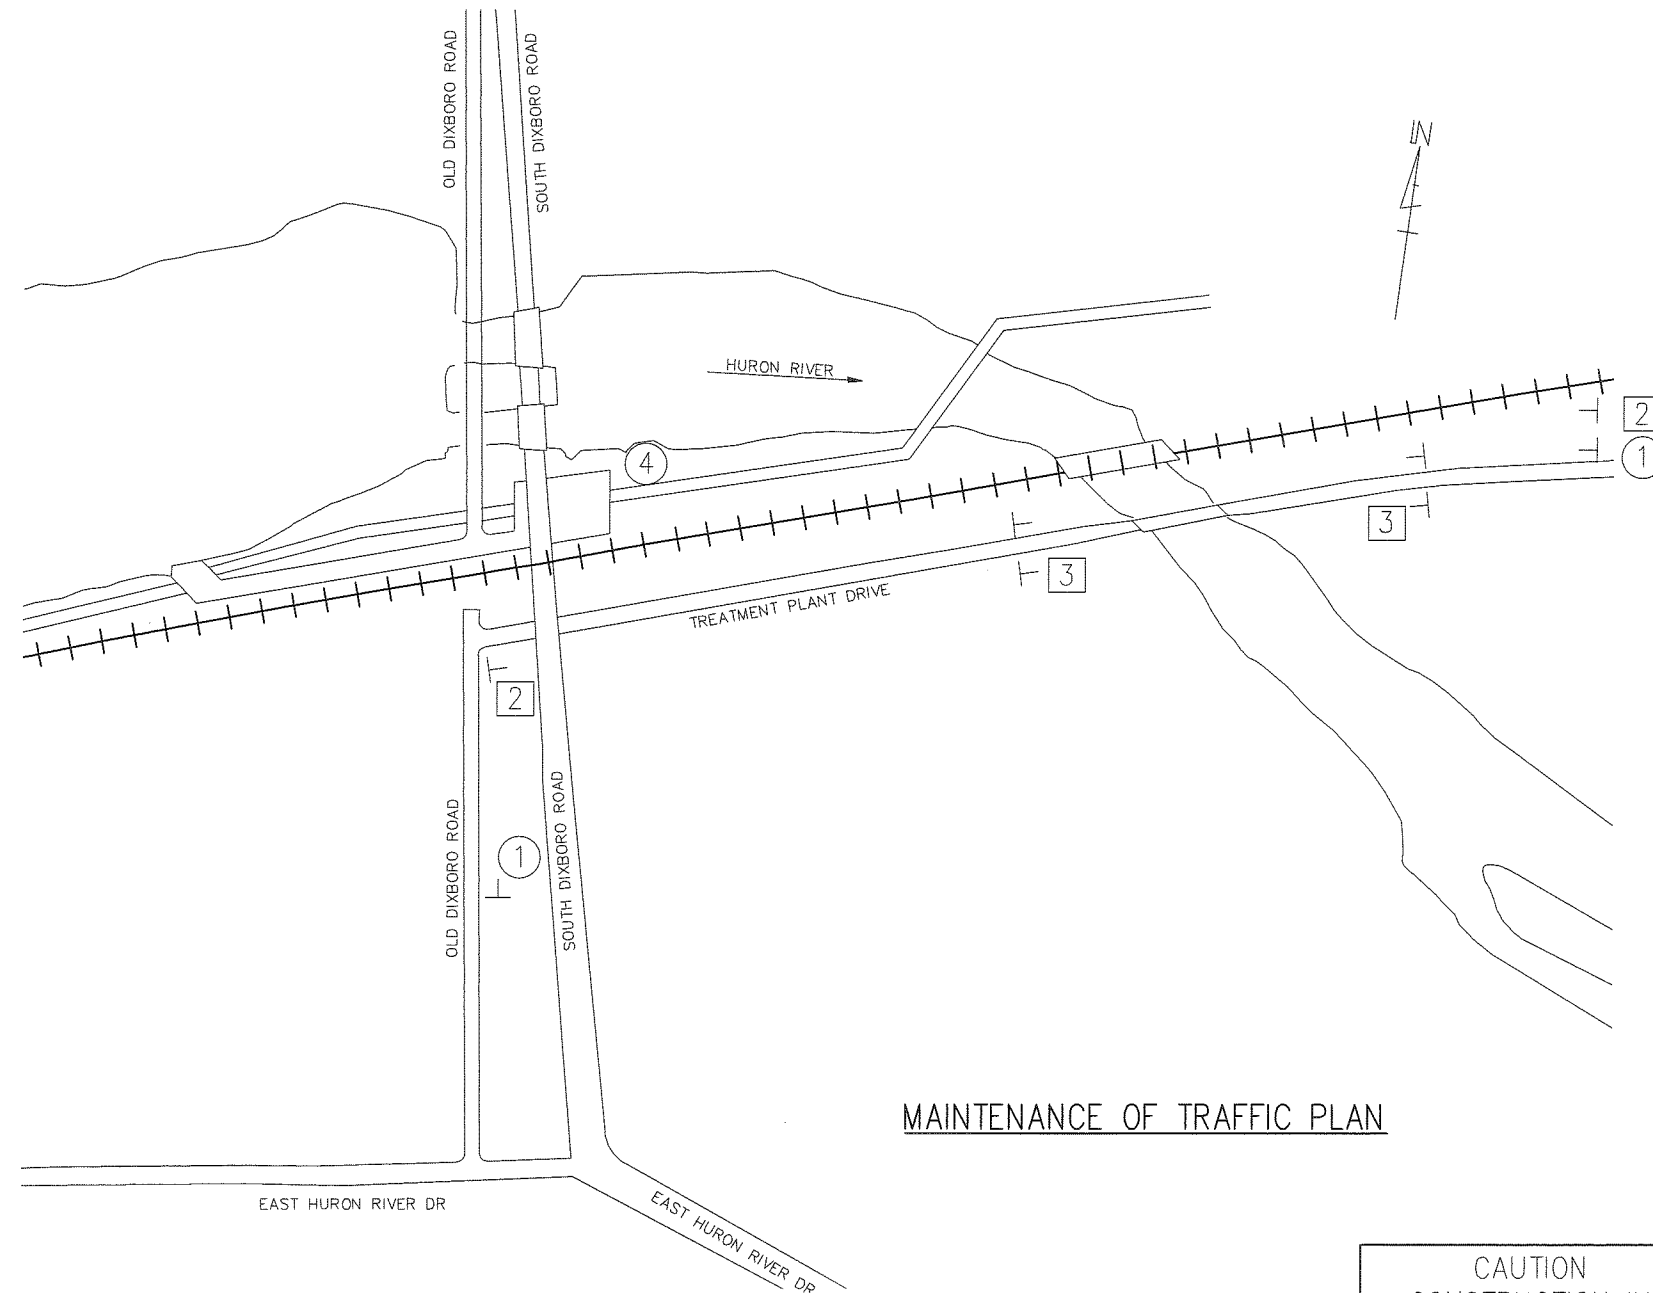 OLD DIXBORO ROAD
SOUTH DIXBORO ROAD
N
HURON RIVER
2
1
4
3
3
TREATMENT PLANT DRIVE
2
1
OLD DIXBORO ROAD
SOUTH DIXBORO ROAD
MAINTENANCE OF TRAFFIC PLAN
EAST HURON RIVER DR
EAST HURON RIVER DR
CAUTION